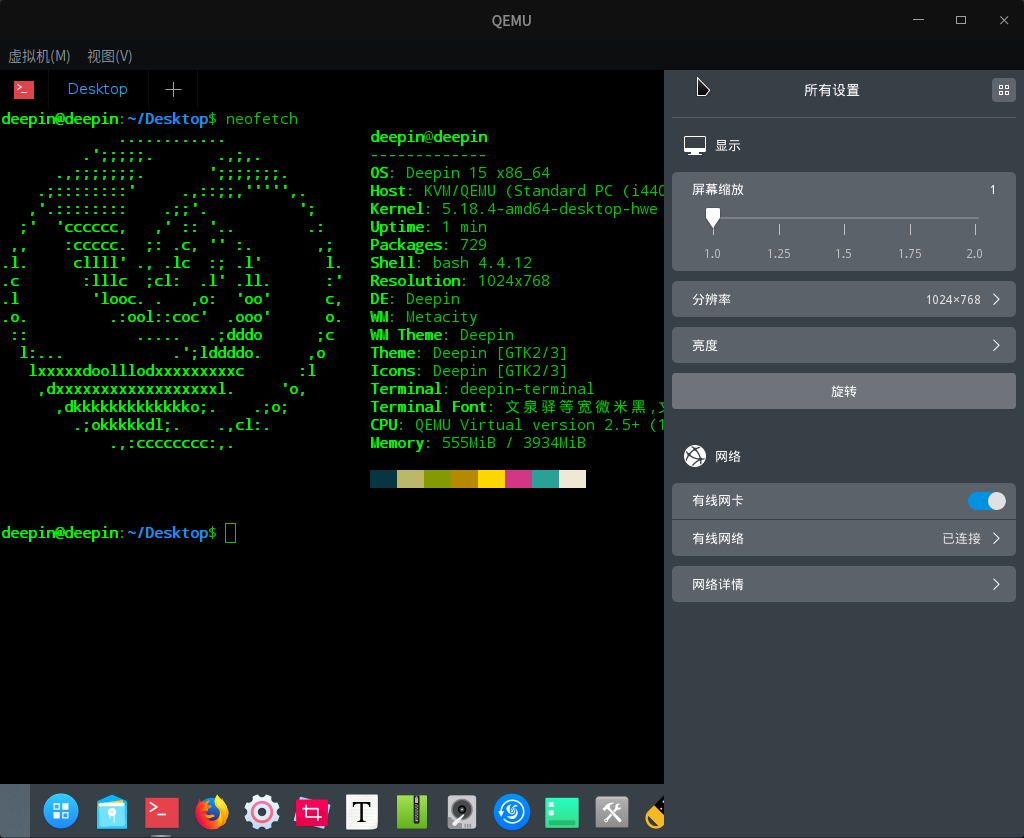 QEMU
虚拟机(M) 视图(V)
Desktop
deepin@deepin:~/Desktop$ neofetch
deepin@deepin
-------------
OS: Deepin 15 x86_64
Host: KVM/QEMU (Standard PC (i440
Kernel: 5.18.4-amd64-desktop-hwe
Uptime: 1 min
Packages: 729
Shell: bash 4.4.12
Resolution: 1024x768
DE: Deepin
WM: Metacity
WM Theme: Deepin
Theme: Deepin [GTK2/3]
Icons: Deepin [GTK2/3]
Terminal: deepin-terminal
Terminal Font: 文泉驿等宽微米黑,
CPU: QEMU Virtual version 2.5+ (1
Memory: 555MiB / 3934MiB
deepin@deepin:~/Desktop$
所有设置
显示
屏幕缩放 1
1.0 1.25 1.5 1.75 2.0
分辨率 1024×768
亮度
旋转
网络
有线网卡
有线网络 已连接
网络详情